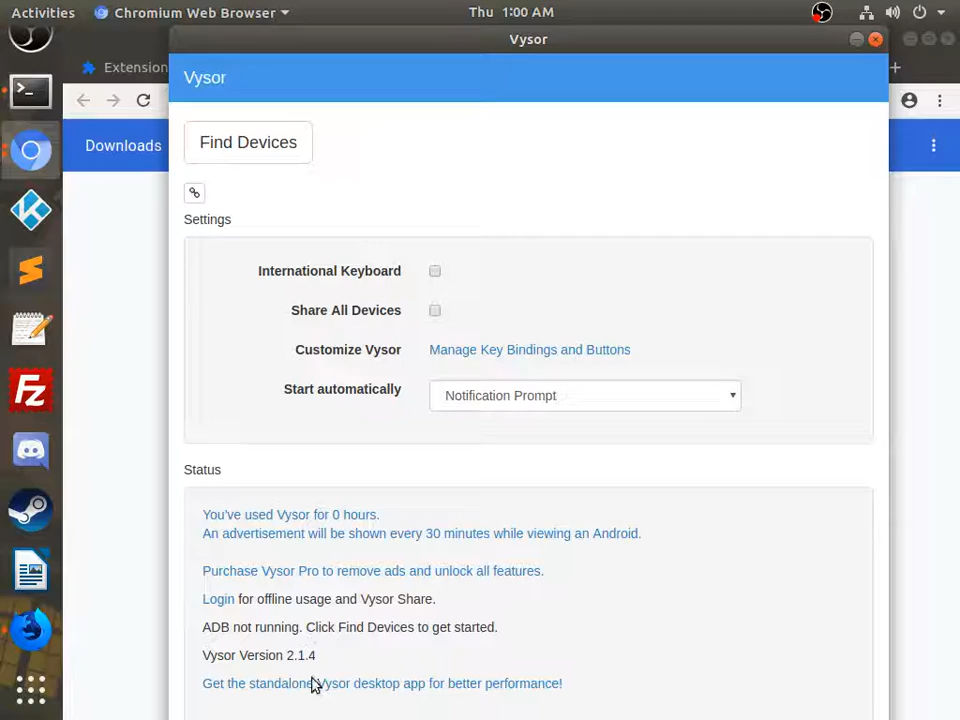 Activities Chromium Web Browser Thu 1:00 AM
Vysor
Extension
Downloads
Vysor
Find Devices
Settings
International Keyboard
Share All Devices
Customize Vysor Manage Key Bindings and Buttons
Start automatically Notification Prompt
Status
You've used Vysor for 0 hours.
An advertisement will be shown every 30 minutes while viewing an Android.
Purchase Vysor Pro to remove ads and unlock all features.
Login for offline usage and Vysor Share.
ADB not running. Click Find Devices to get started.
Vysor Version 2.1.4
Get the standalone Vysor desktop app for better performance!